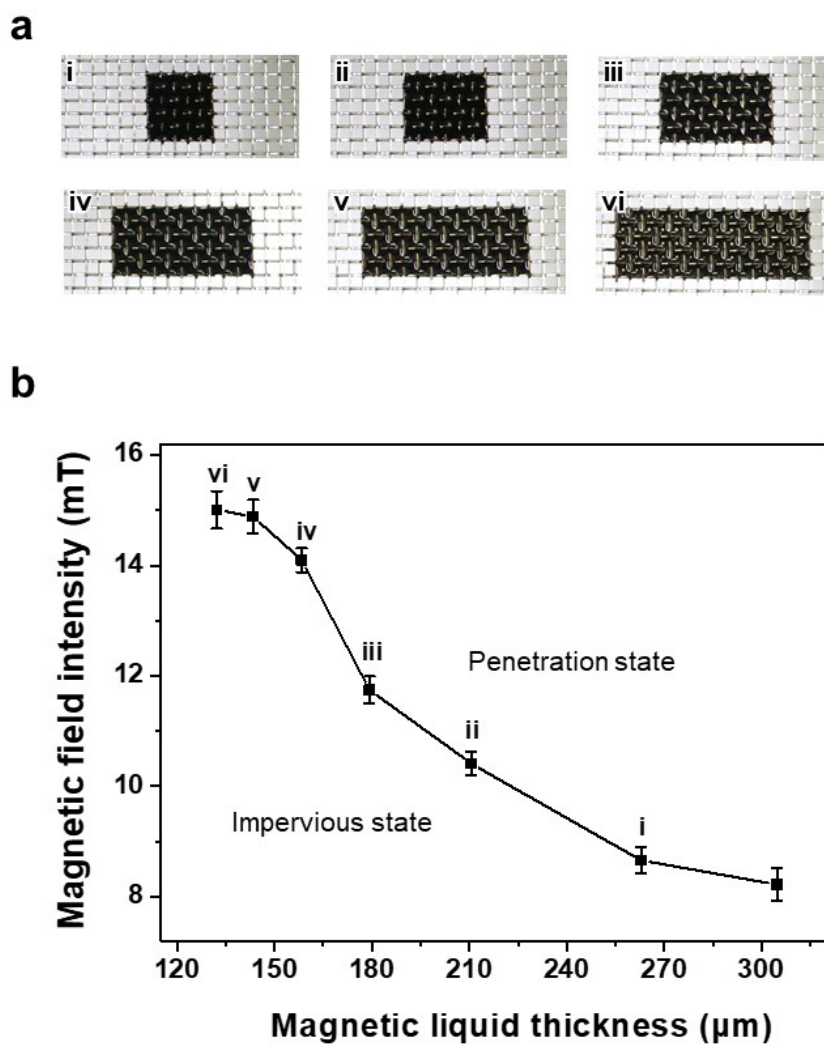 a
i ii iii
iv v vi
b
Magnetic field intensity (mT)
16
14
12
10
8
vi
v
iv
iii
ii
i
Penetration state
Impervious state
120 150 180 210 240 270 300
Magnetic liquid thickness (μm)